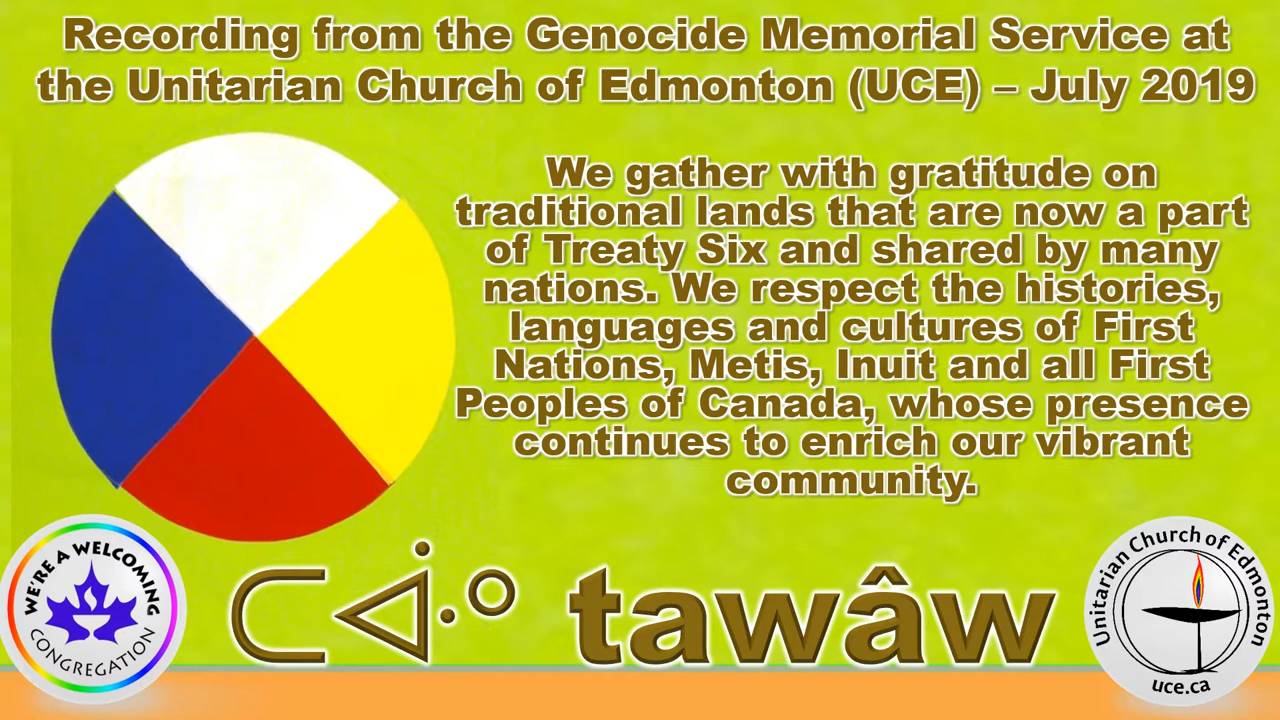 Recording from the Genocide Memorial Service at
the Unitarian Church of Edmonton (UCE) – July 2019
We gather with gratitude on
traditional lands that are now a part
of Treaty Six and shared by many
nations. We respect the histories,
languages and cultures of First
Nations, Metis, Inuit and all First
Peoples of Canada, whose presence
continues to enrich our vibrant
community.
WE'RE A WELCOMING
CONGREGATION
ᑕᐛᐤ tawâw
Unitarian Church of Edmonton
uce.ca